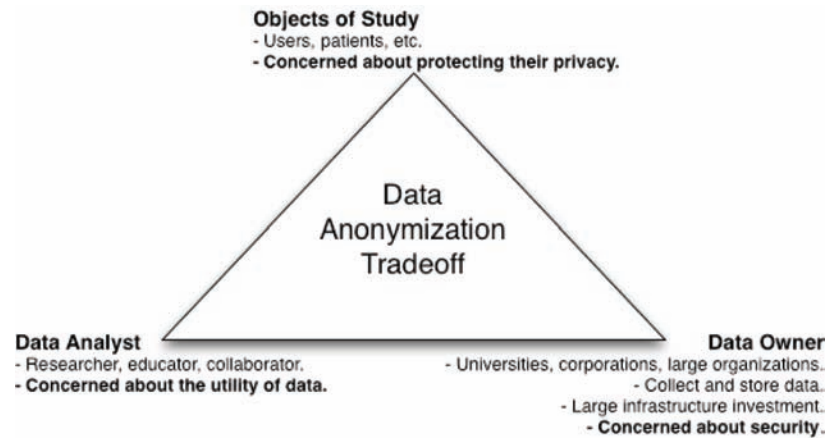 Objects of Study
- Users, patients, etc.
- Concerned about protecting their privacy.
Data
Anonymization
Tradeoff
Data Analyst
- Researcher, educator, collaborator.
- Concerned about the utility of data.
Data Owner
- Universities, corporations, large organizations..
- Collect and store data..
- Large infrastructure investment..
- Concerned about security..